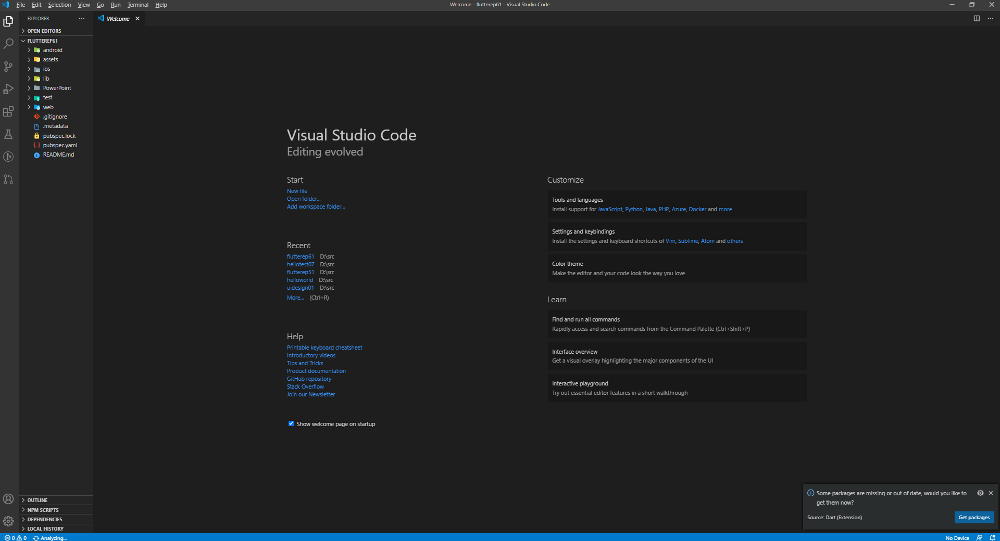 File Edit Selection View Go Run Terminal Help
Welcome - flutterep61 - Visual Studio Code
EXPLORER
Welcome
OPEN EDITORS
FLUTTEREP61
android
assets
ios
lib
PowerPoint
test
web
.gitignore
.metadata
pubspec.lock
pubspec.yaml
README.md
OUTLINE
NPM SCRIPTS
DEPENDENCIES
LOCAL HISTORY
Visual Studio Code
Editing evolved
Start
New file
Open folder...
Add workspace folder...
Recent
flutterep61 D:\src
hellotest07 D:\src
flutterep51 D:\src
helloworld D:\src
uidesign01 D:\src
More... (Ctrl+R)
Help
Printable keyboard cheatsheet
Introductory videos
Tips and Tricks
Product documentation
GitHub repository
Stack Overflow
Join our Newsletter
Show welcome page on startup
Customize
Tools and languages
Install support for JavaScript, Python, Java, PHP, Azure, Docker and more
Settings and keybindings
Install the settings and keyboard shortcuts of Vim, Sublime, Atom and others
Color theme
Make the editor and your code look the way you love
Learn
Find and run all commands
Rapidly access and search commands from the Command Palette (Ctrl+Shift+P)
Interface overview
Get a visual overlay highlighting the major components of the UI
Interactive playground
Try out essential editor features in a short walkthrough
Some packages are missing or out of date, would you like to
get them now?
Source: Dart (Extension)
Get packages
0 0 Analyzing...
No Device